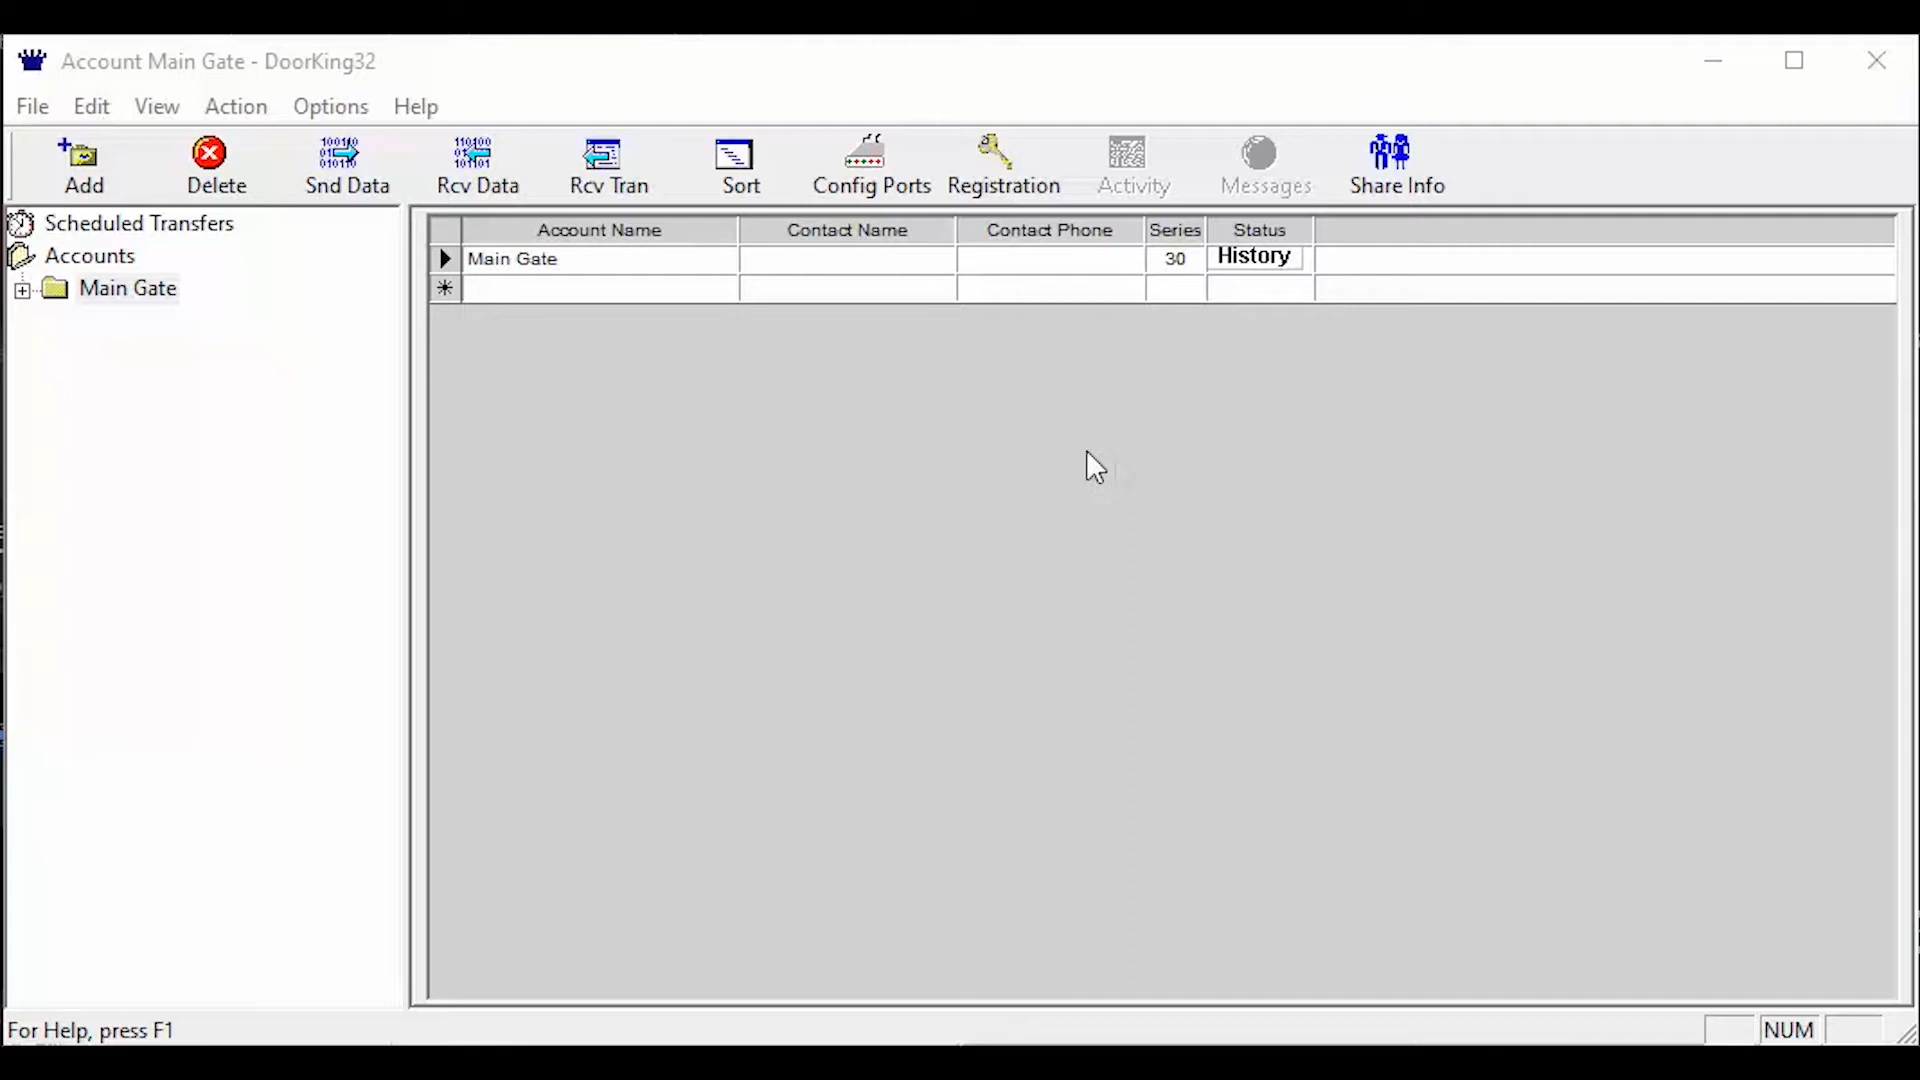 Account Main Gate - DoorKing32
File Edit View Action Options Help
Add Delete Snd Data Rcv Data Rcv Tran Sort Config Ports Registration Activity Messages Share Info
Scheduled Transfers
Accounts
Main Gate
Account Name Contact Name Contact Phone Series Status
Main Gate 30 History
For Help, press F1
NUM